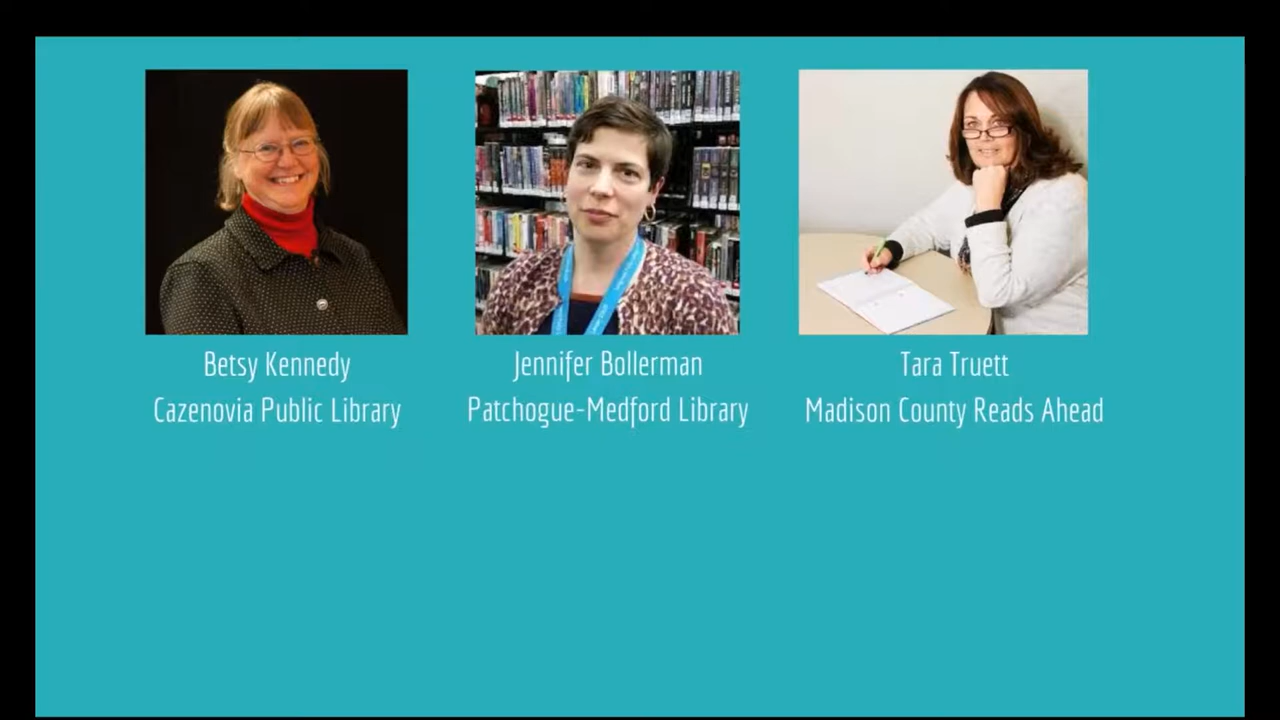 Betsy Kennedy
Cazenovia Public Library
Jennifer Bollerman
Patchogue-Medford Library
Tara Truett
Madison County Reads Ahead